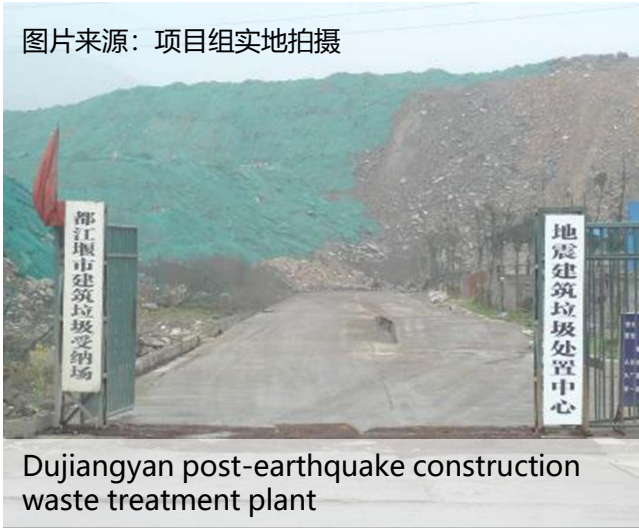 图片来源：项目组实地拍摄
都江堰市建筑垃圾受纳场
地震建筑垃圾处置中心
Dujiangyan post-earthquake construction
waste treatment plant